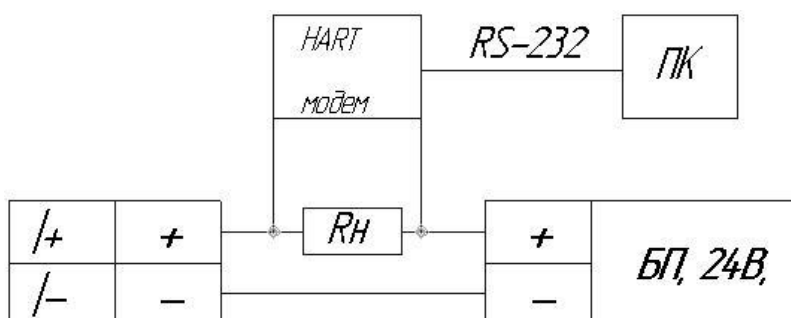 HART
модем
RS-232
ПК
/+ + Rн + БП, 24В,
/- - -